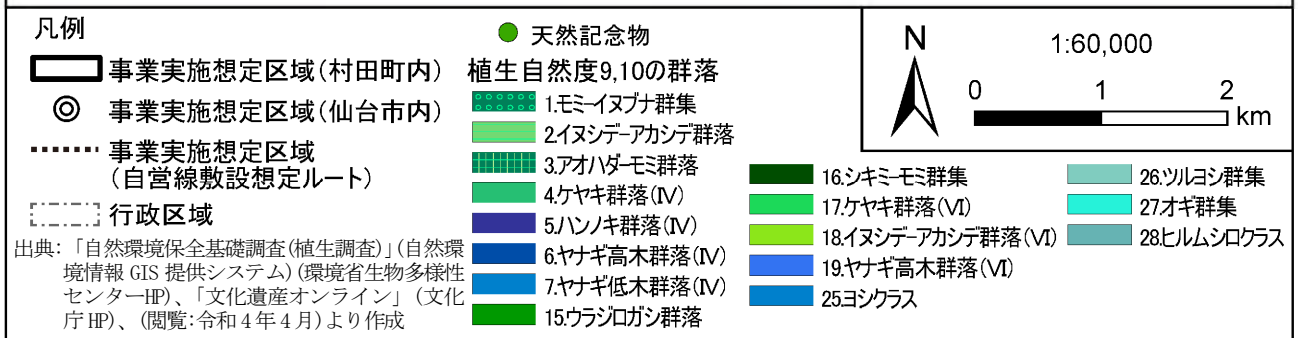 凡例
事業実施想定区域(村田町内)
事業実施想定区域(仙台市内)
事業実施想定区域
(自営線敷設想定ルート)
行政区域
出典：「自然環境保全基礎調査(植生調査)」(自然環
境情報 GIS 提供システム)(環境省生物多様性
センターHP)、「文化遺産オンライン」（文化
庁 HP）、(閲覧：令和 4 年 4 月)より作成
天然記念物
植生自然度9,10の群落
1.モミーイヌブナ群集
2.イヌシデーアカシデ群落
3.アオハダーモミ群落
4.ケヤキ群落(Ⅳ)
5.ハンノキ群落(Ⅳ)
6.ヤナギ高木群落(Ⅳ)
7.ヤナギ低木群落(Ⅳ)
15.ウラジロガシ群落
16.シキミーモミ群集
17.ケヤキ群落(Ⅵ)
18.イヌシデーアカシデ群落(Ⅵ)
19.ヤナギ高木群落(Ⅵ)
25.ヨシクラス
26.ツルヨシ群集
27.オギ群集
28.ヒルムシロクラス
N
1:60,000
0 1 2
km